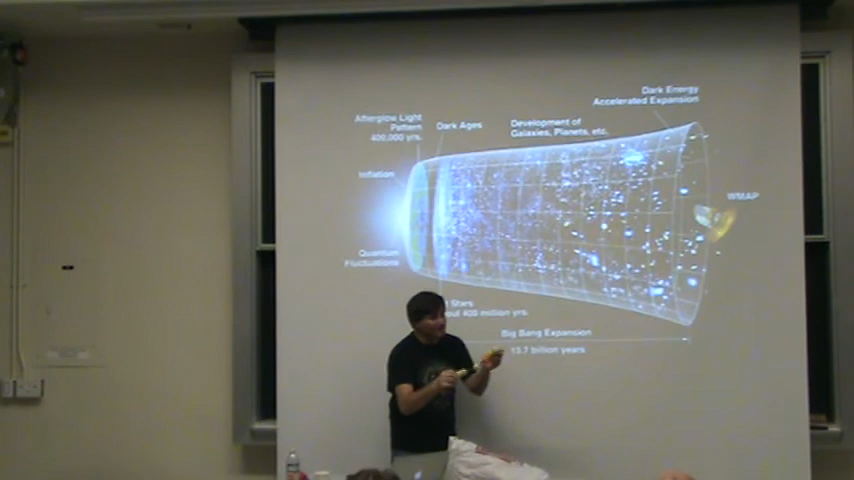 Dark Energy
Accelerated Expansion
Afterglow Light
Pattern
400,000 yrs.
Dark Ages
Development of
Galaxies, Planets, etc.
Inflation
WMAP
Quantum
Fluctuations
Stars
out 400 million yrs.
Big Bang Expansion
13.7 billion years